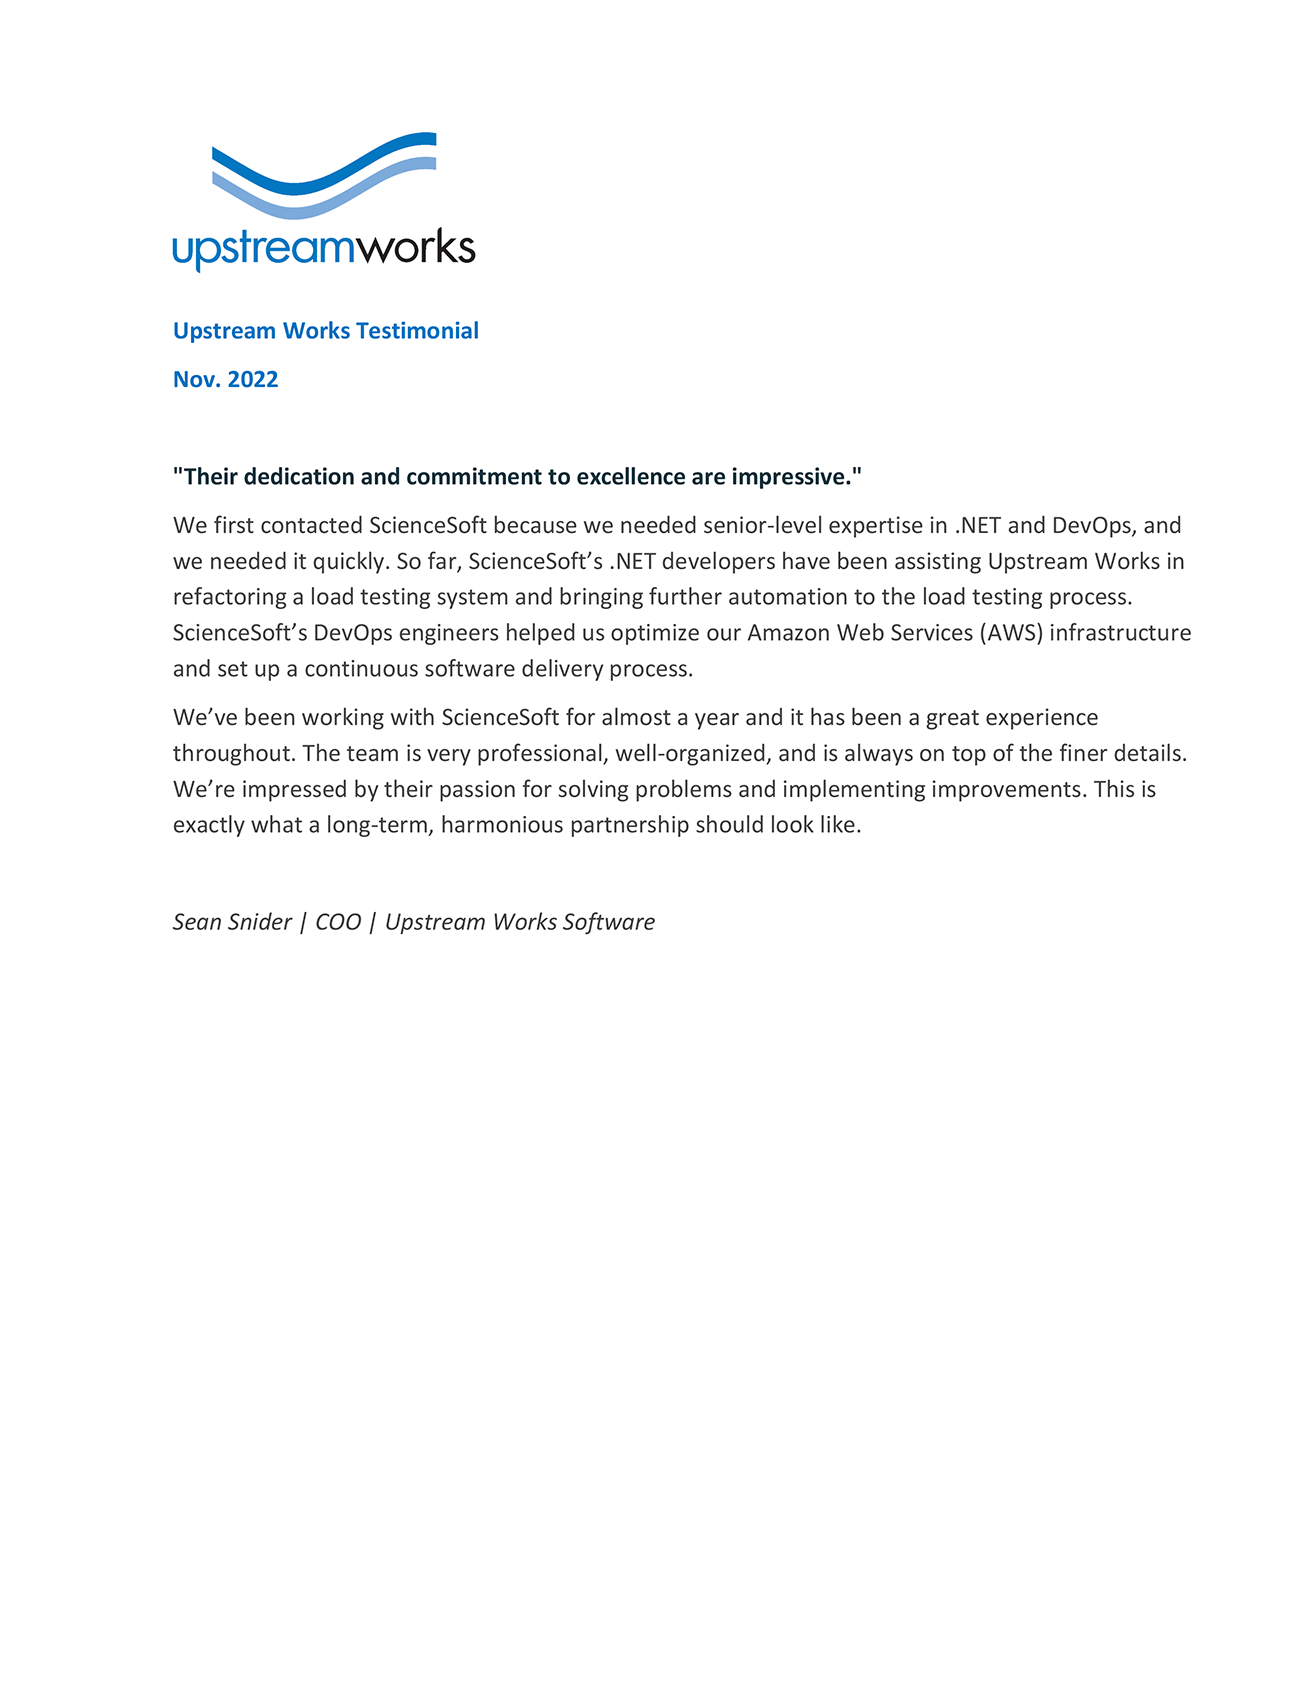 upstreamworks
Upstream Works Testimonial
Nov. 2022
"Their dedication and commitment to excellence are impressive."
We first contacted ScienceSoft because we needed senior-level expertise in .NET and DevOps, and
we needed it quickly. So far, ScienceSoft’s .NET developers have been assisting Upstream Works in
refactoring a load testing system and bringing further automation to the load testing process.
ScienceSoft’s DevOps engineers helped us optimize our Amazon Web Services (AWS) infrastructure
and set up a continuous software delivery process.
We’ve been working with ScienceSoft for almost a year and it has been a great experience
throughout. The team is very professional, well-organized, and is always on top of the finer details.
We’re impressed by their passion for solving problems and implementing improvements. This is
exactly what a long-term, harmonious partnership should look like.
Sean Snider | COO | Upstream Works Software